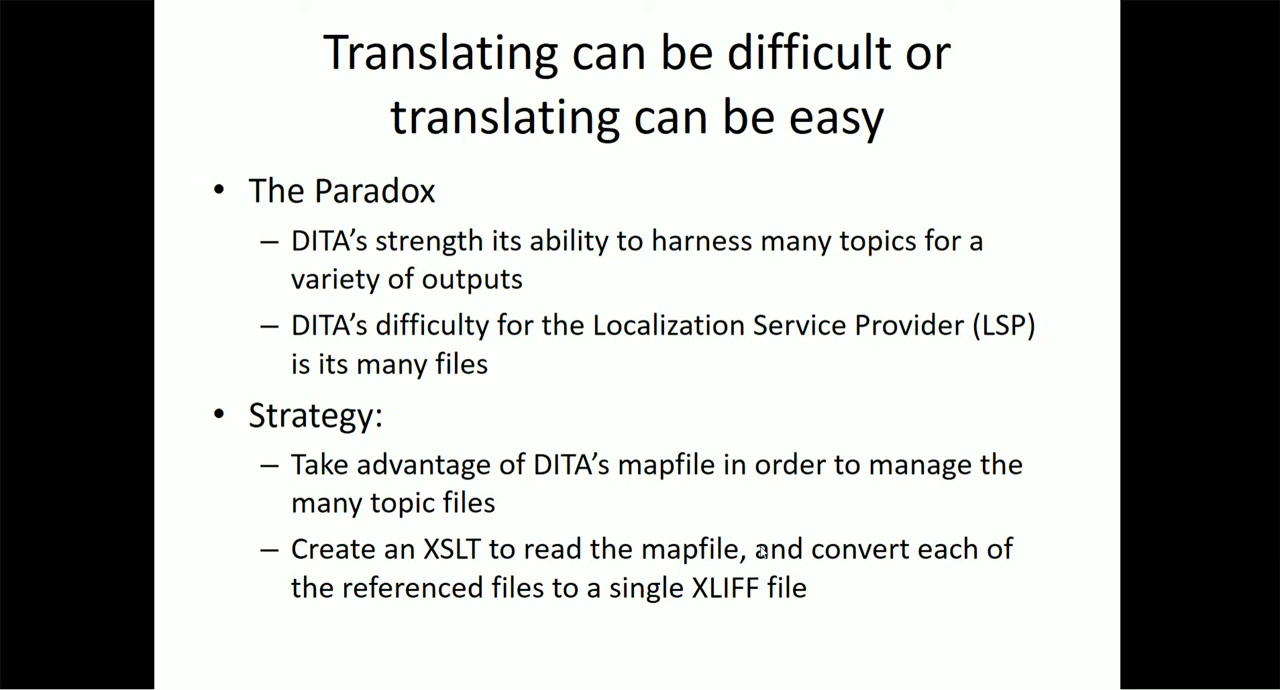 Translating can be difficult or
translating can be easy
• The Paradox
– DITA’s strength its ability to harness many topics for a
variety of outputs
– DITA’s difficulty for the Localization Service Provider (LSP)
is its many files
• Strategy:
– Take advantage of DITA’s mapfile in order to manage the
many topic files
– Create an XSLT to read the mapfile, and convert each of
the referenced files to a single XLIFF file